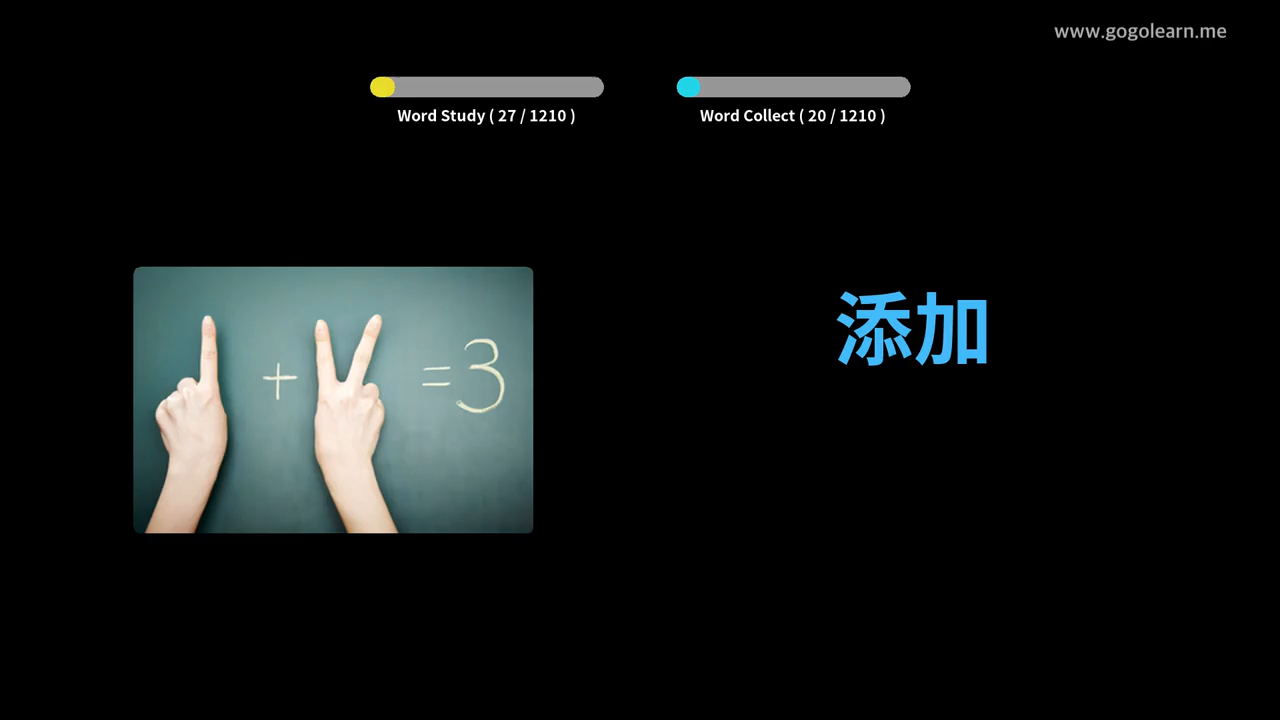 www.gogolearn.me
Word Study ( 27 / 1210 )
Word Collect ( 20 / 1210 )
+ =3
添加